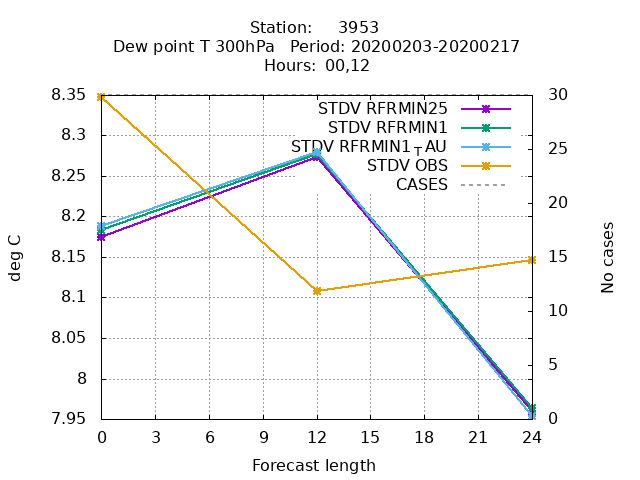 Station: 3953
Dew point T 300hPa Period: 20200203-20200217
Hours: 00,12
8.35
8.3
8.25
8.2
8.15
8.1
8.05
8
7.95
deg C
STDV RFRMIN25
STDV RFRMIN1
STDV RFRMIN1TAU
STDV OBS
CASES
30
25
20
15
10
5
0
No cases
0 3 6 9 12 15 18 21 24
Forecast length